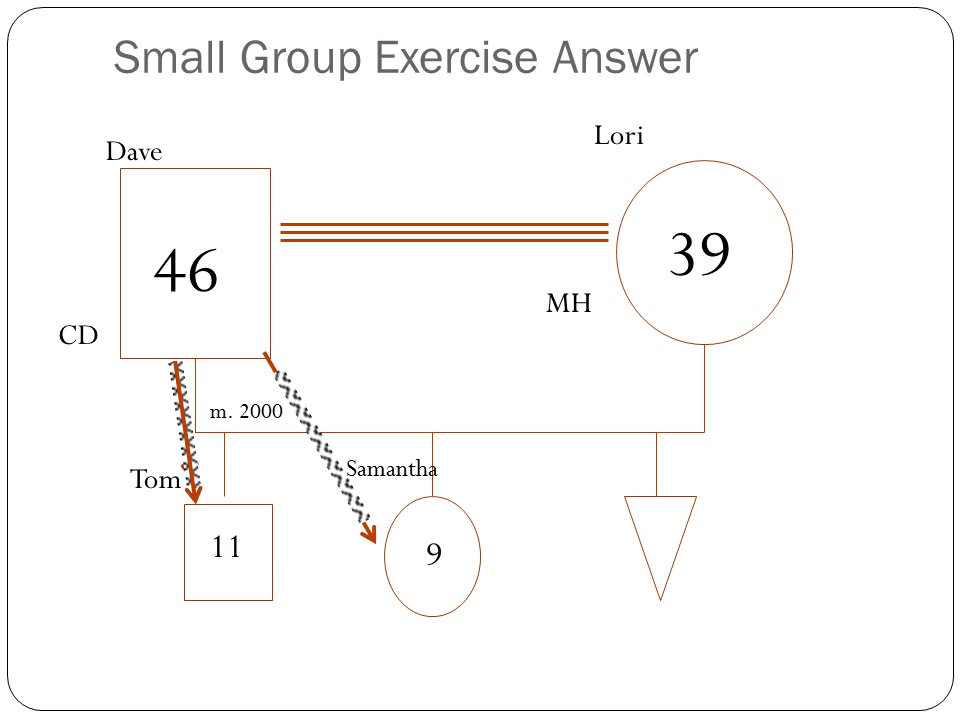 Small Group Exercise Answer
Dave
Lori
46
39
CD
MH
m. 2000
Tom
Samantha
11
9